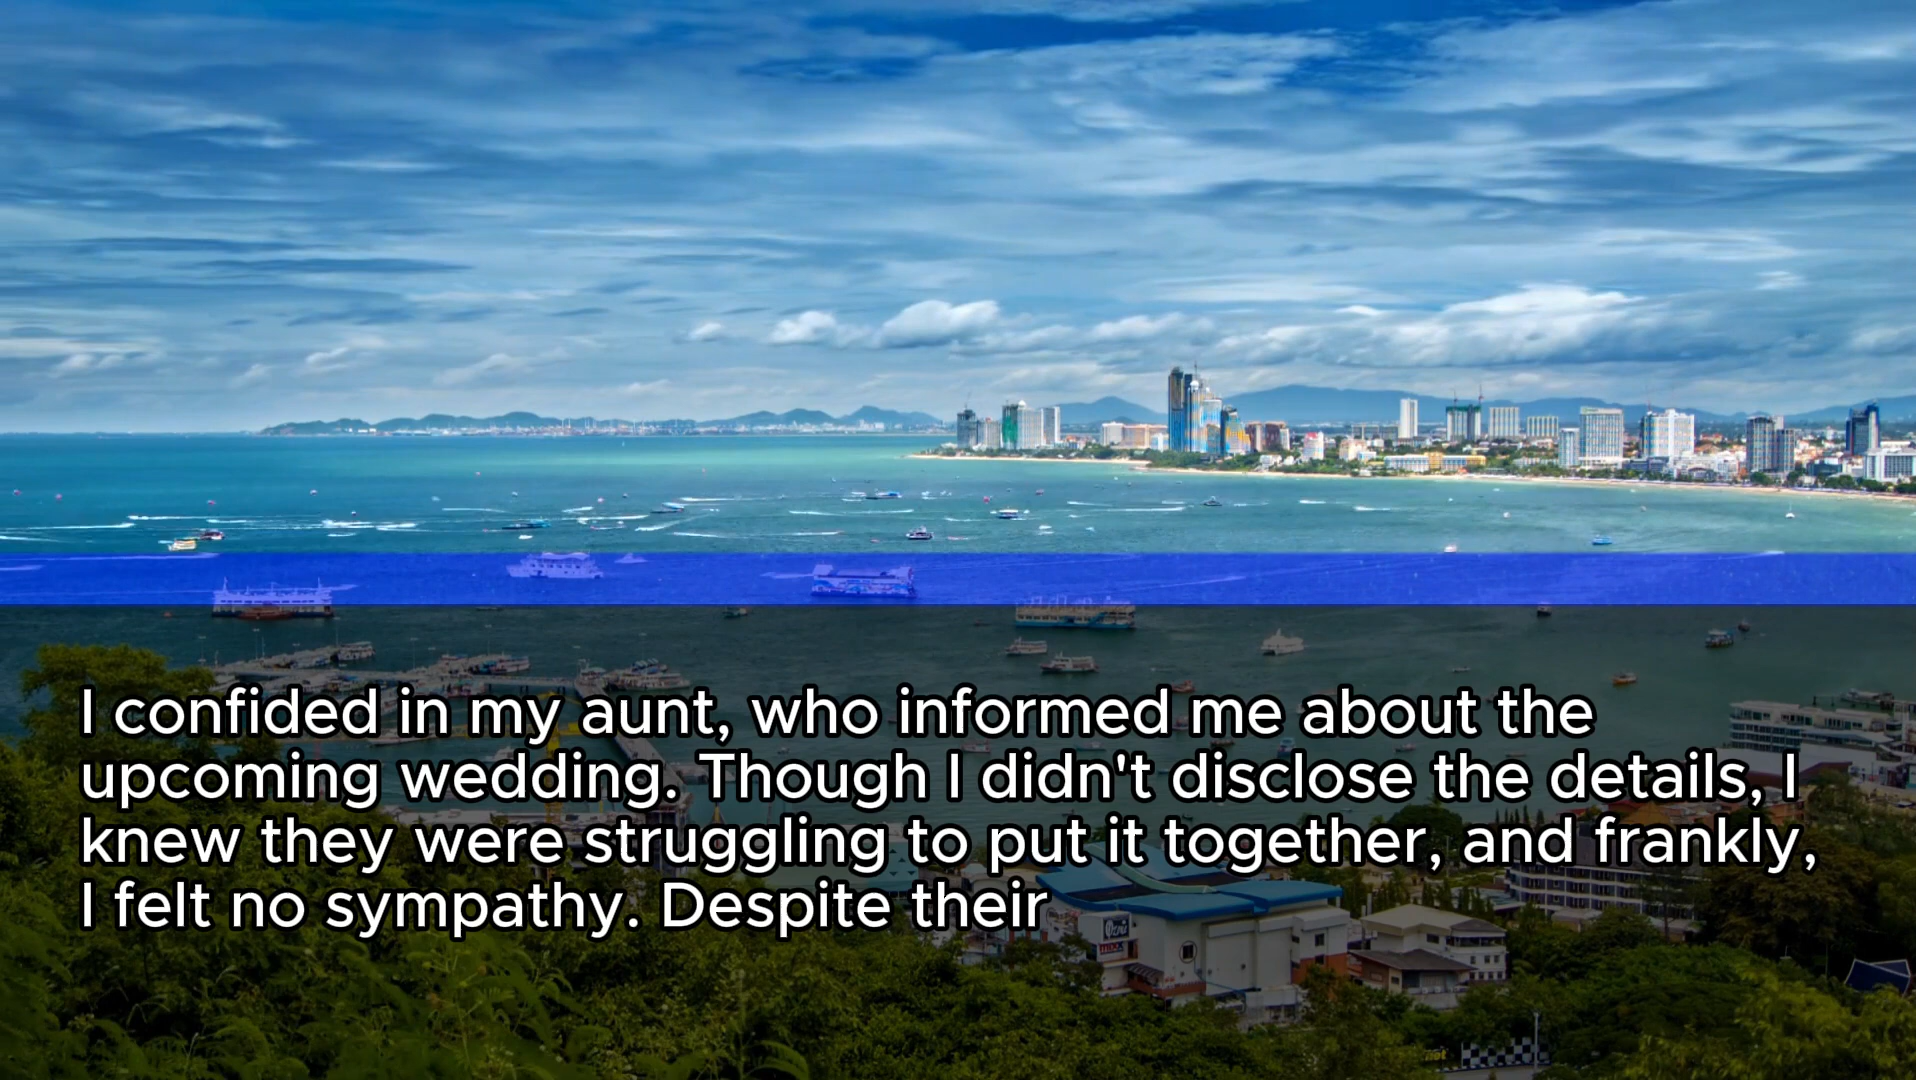 I confided in my aunt, who informed me about the
upcoming wedding. Though I didn't disclose the details, I
knew they were struggling to put it together, and frankly,
I felt no sympathy. Despite their